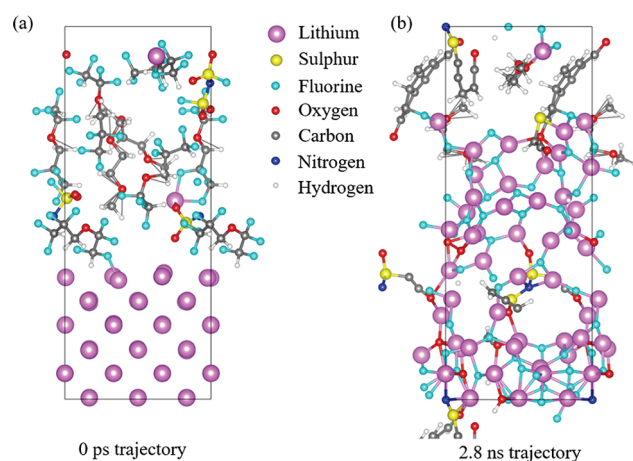 (a)
(b)
Lithium
Sulphur
Fluorine
Oxygen
Carbon
Nitrogen
Hydrogen
0 ps trajectory
2.8 ns trajectory